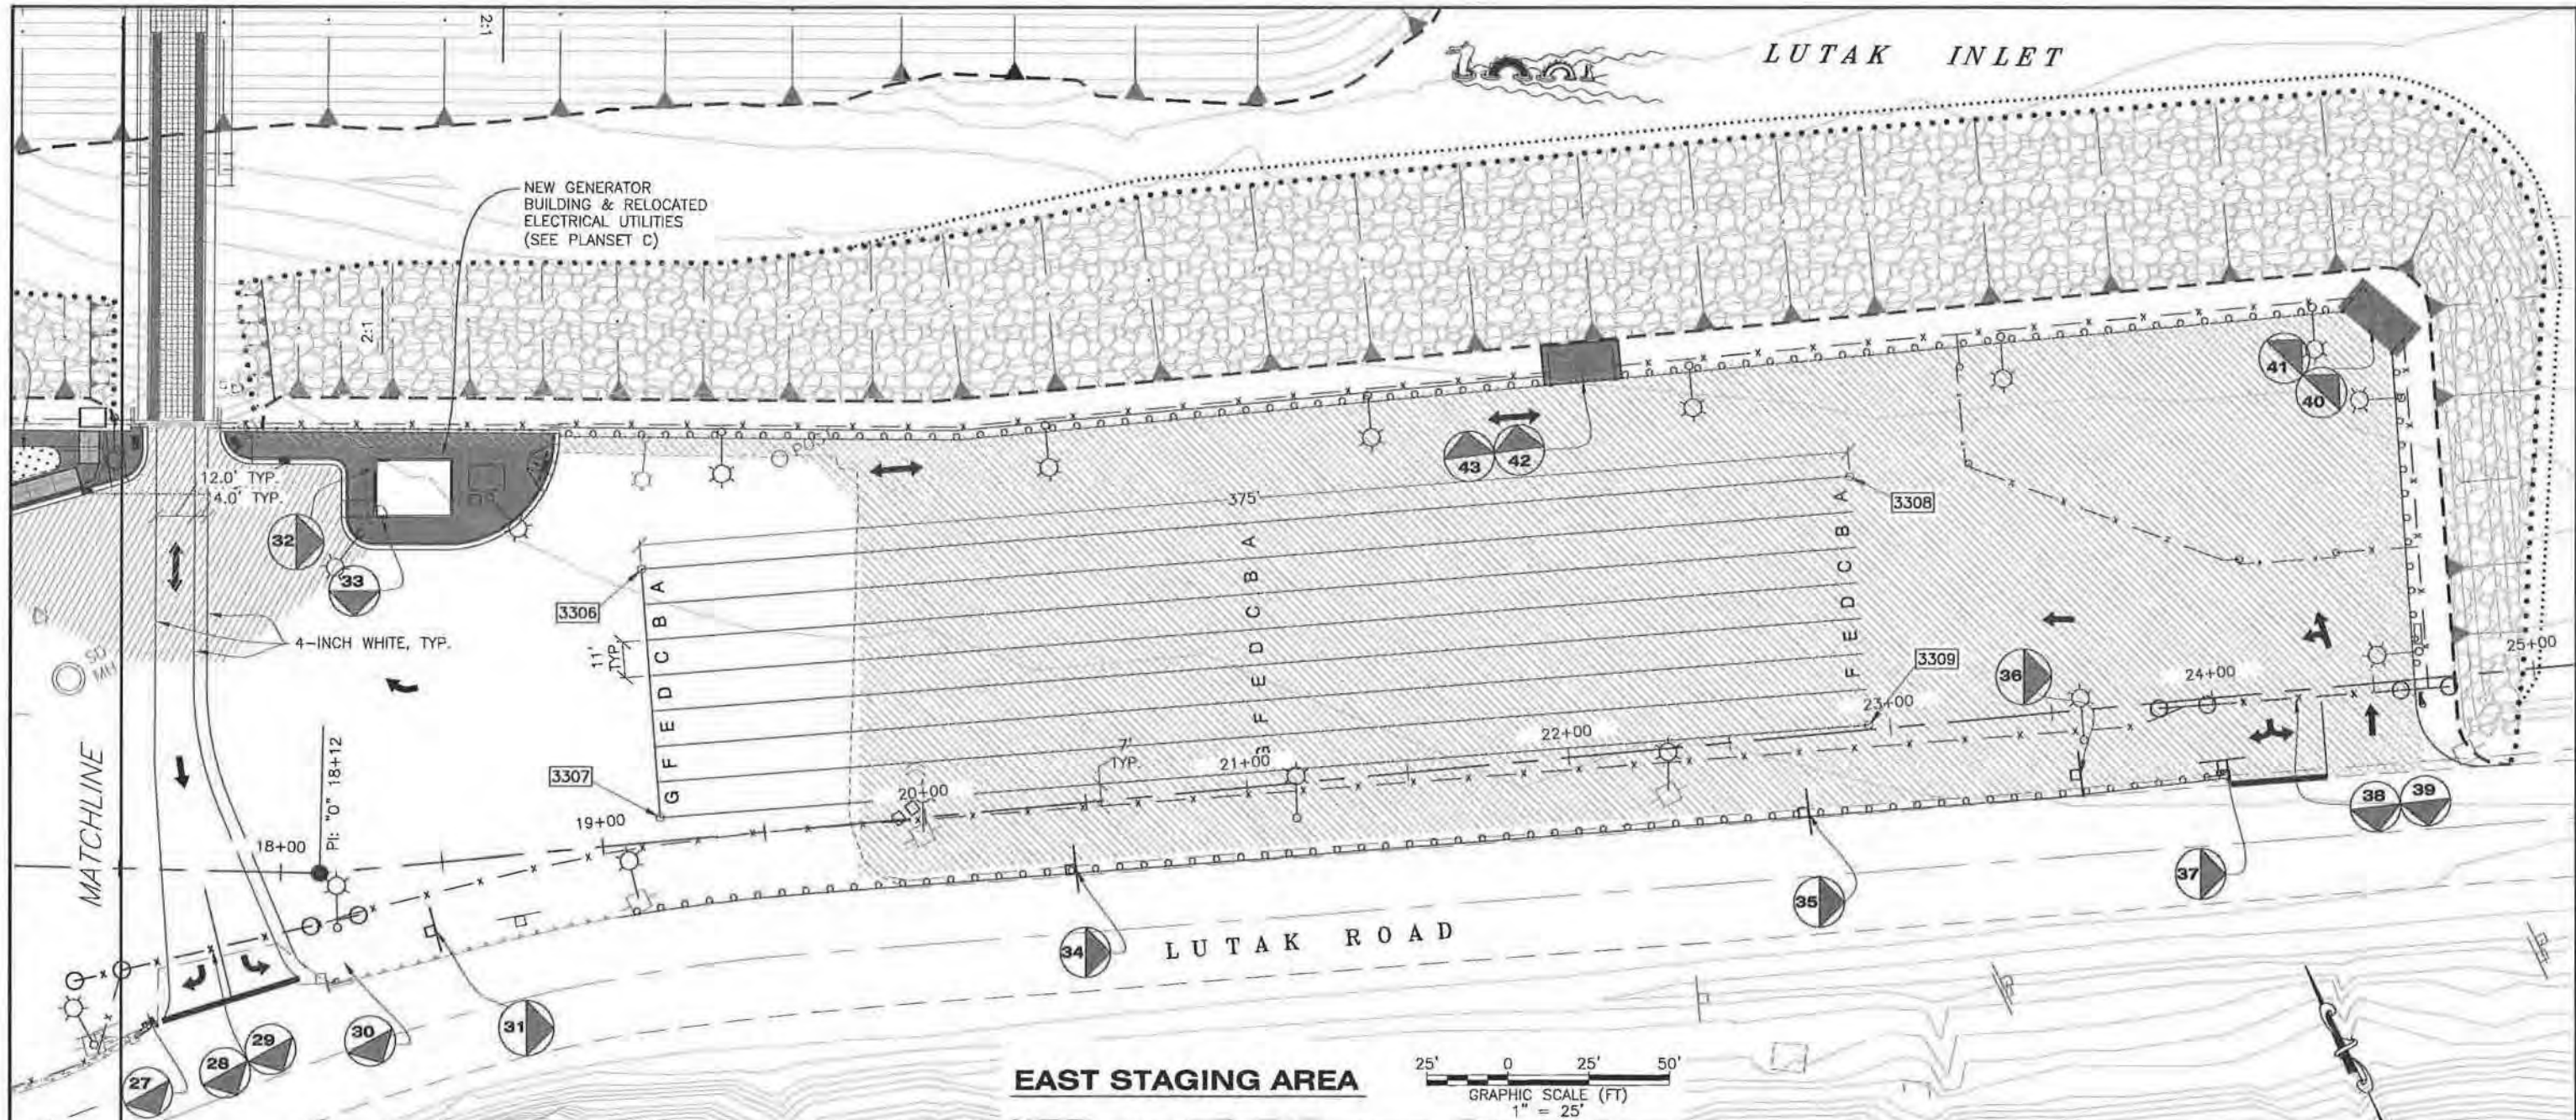 2:1
LUTAK INLET
NEW GENERATOR
BUILDING & RELOCATED
ELECTRICAL UTILITIES
(SEE PLANSET C)
2:1
12.0' TYP.
4.0' TYP.
POST
375'
41
40
43
42
3308
32
33
3306
A B C D E F G
A B C D E F G
A B C D E F
11'
TYP.
4-INCH WHITE, TYP.
SD
MH
3309
36
25+00
24+00
23+00
22+00
21+00
20+00
19+00
18+00
7'
TYP.
3307
PI: "O" 18+12
MATCHLINE
38
39
37
35
34
LUTAK ROAD
31
30
29
28
27
EAST STAGING AREA
25' 0 25' 50'
GRAPHIC SCALE (FT)
1" = 25'